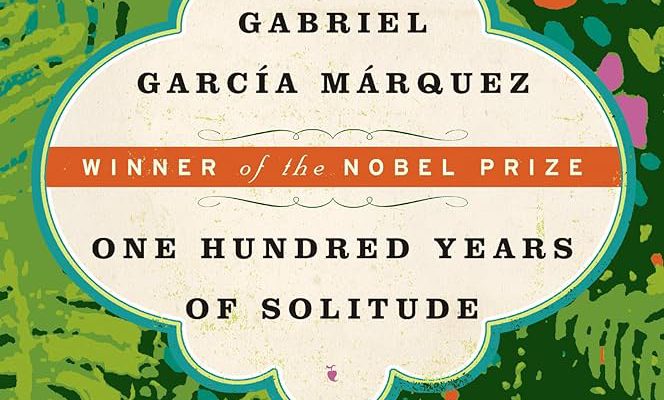 GABRIEL
GARCÍA MÁRQUEZ
WINNER of the NOBEL PRIZE
ONE HUNDRED YEARS
OF SOLITUDE